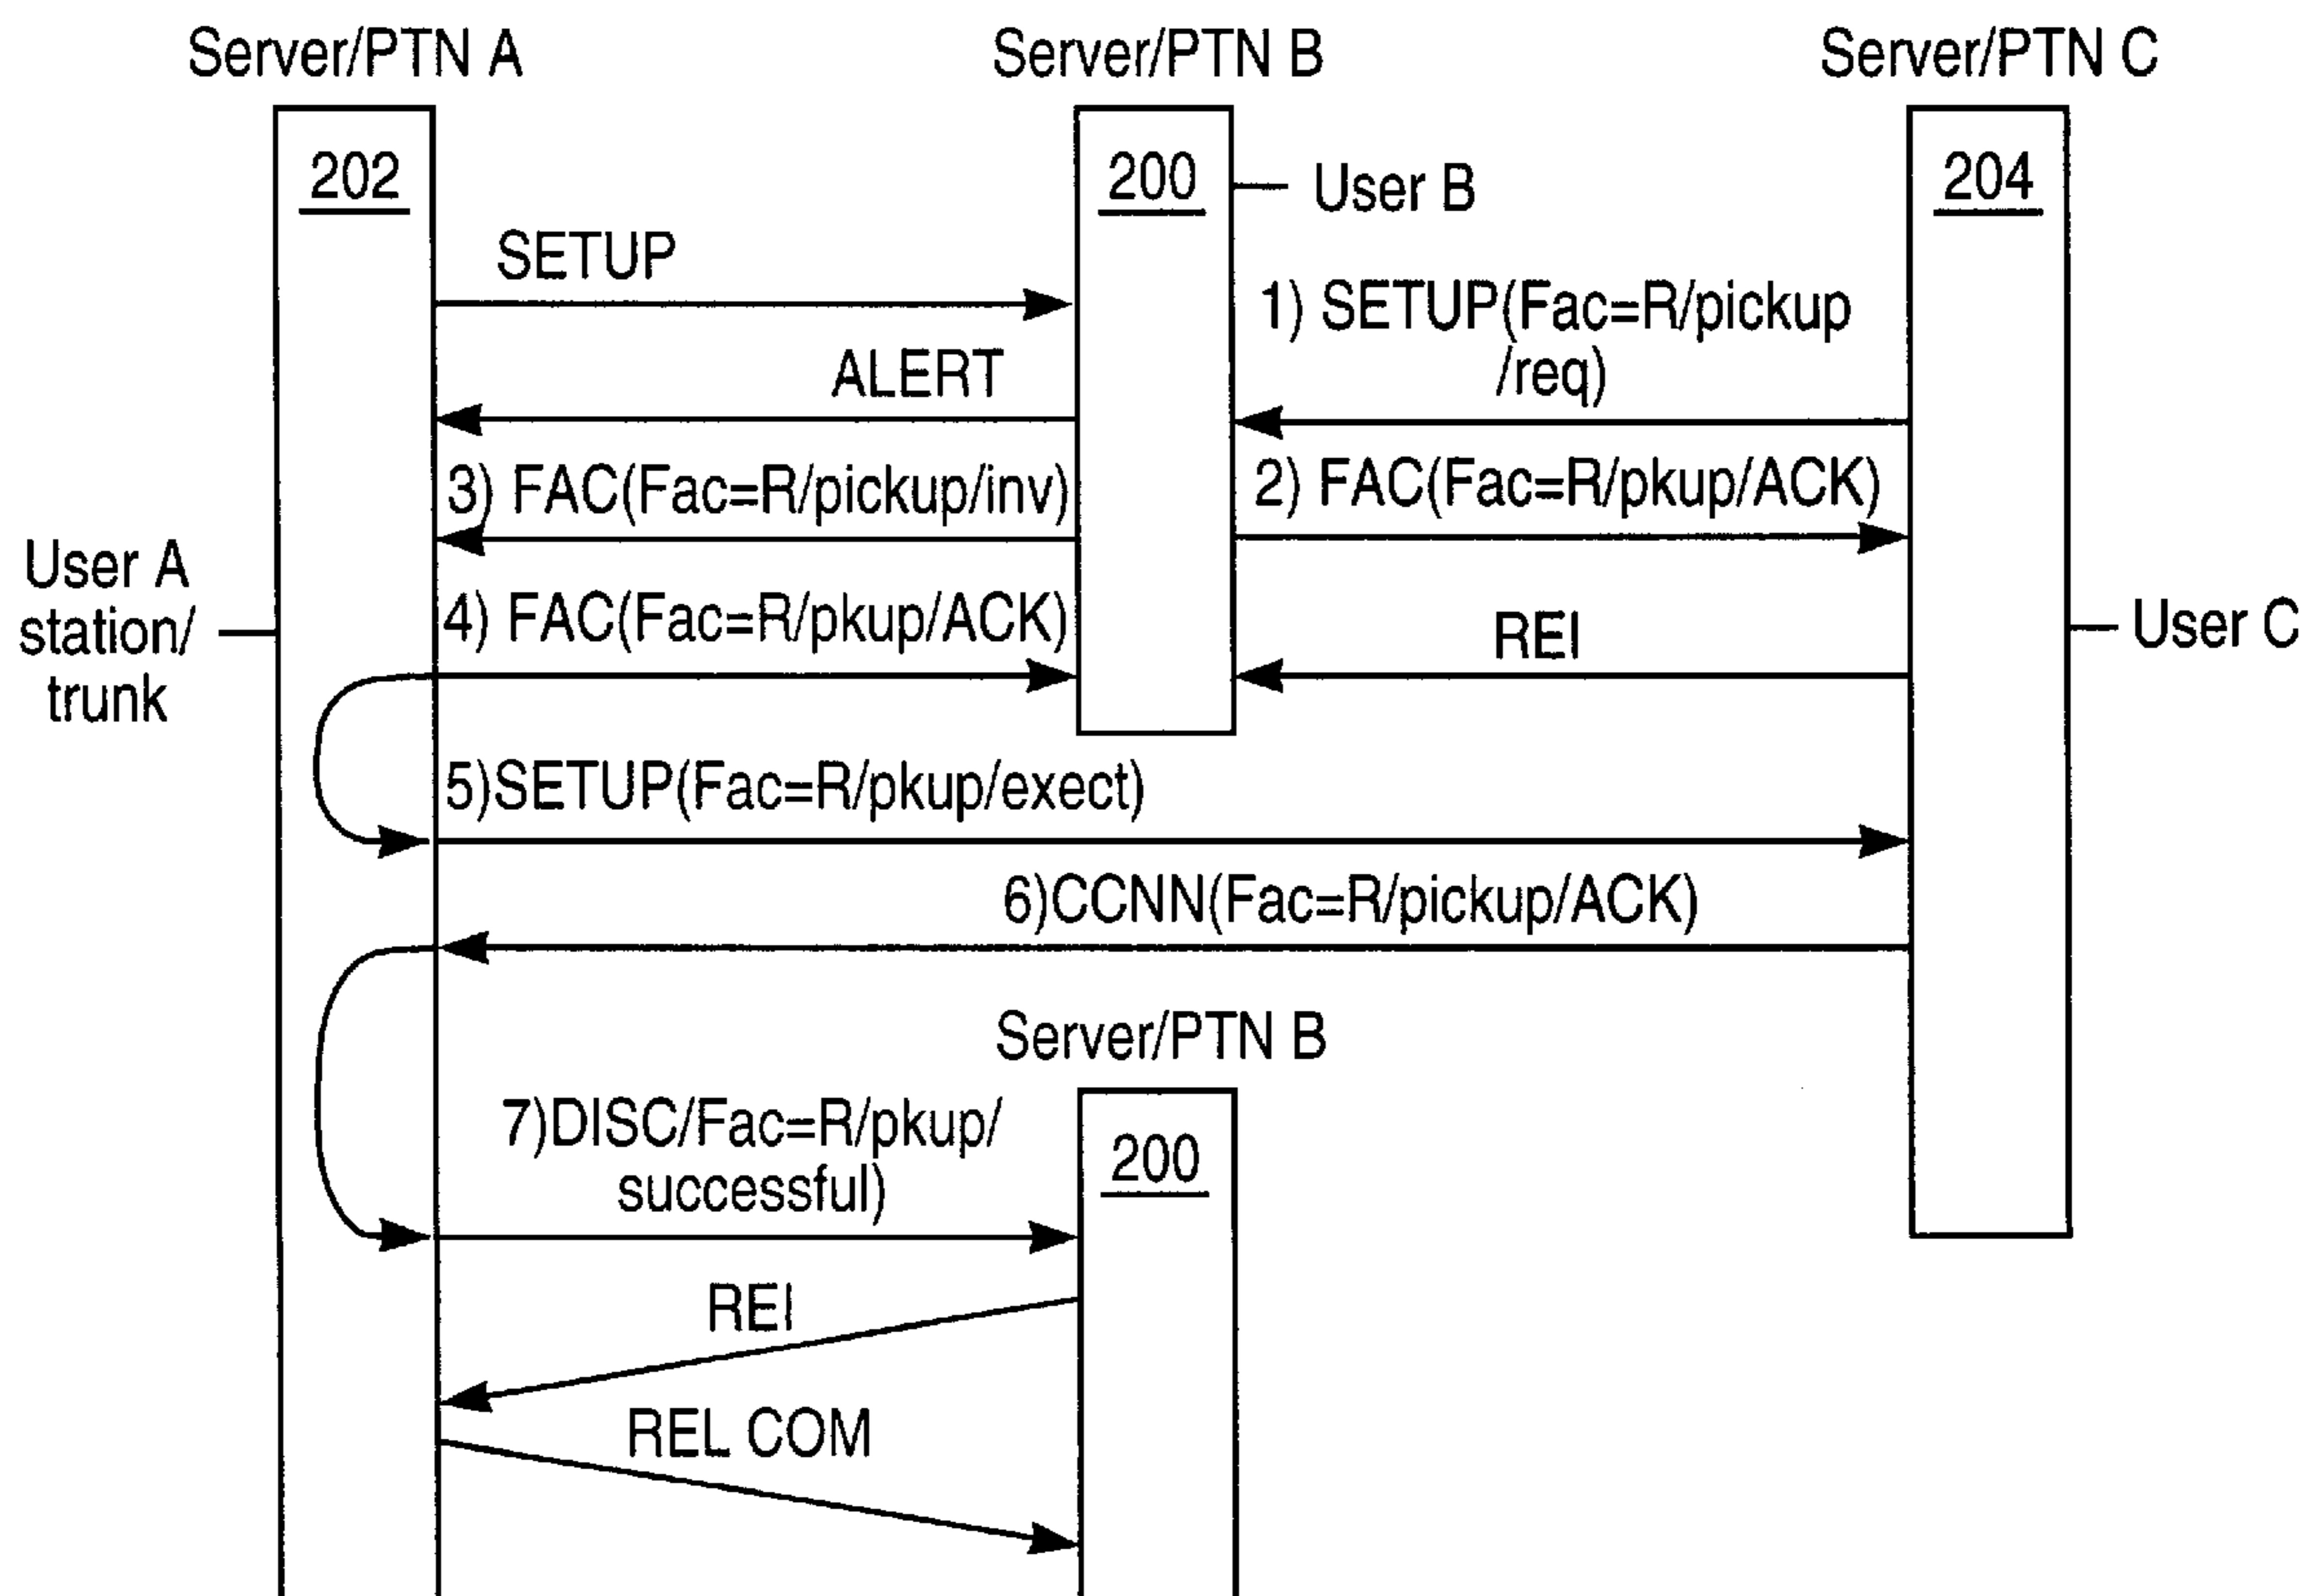 Server/PTN A
Server/PTN B
Server/PTN C
202
200
204
User B
SETUP
1) SETUP(Fac=R/pickup
/req)
ALERT
3) FAC(Fac=R/pickup/inv)
2) FAC(Fac=R/pkup/ACK)
User A
station/
trunk
4) FAC(Fac=R/pkup/ACK)
REI
User C
5)SETUP(Fac=R/pkup/exect)
6)CCNN(Fac=R/pickup/ACK)
Server/PTN B
7)DISC/Fac=R/pkup/
successful)
200
REI
REL COM